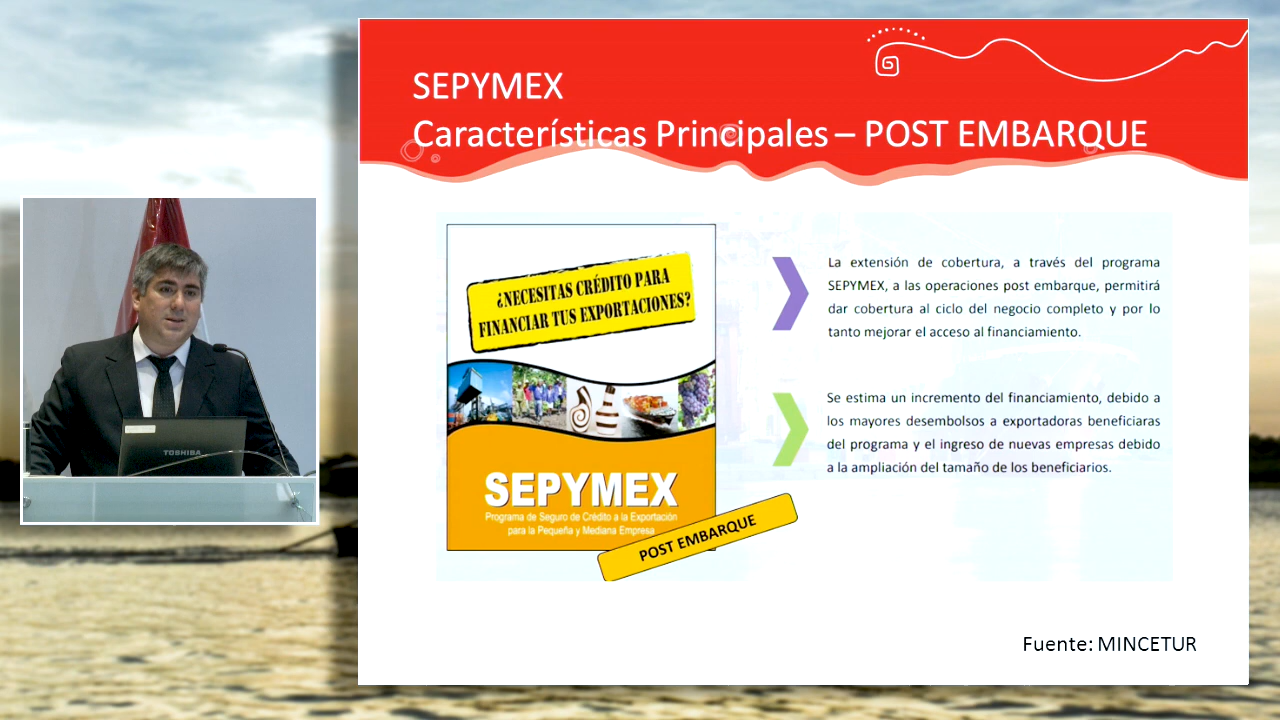 SEPYMEX
Características Principales – POST EMBARQUE
¿NECESITAS CRÉDITO PARA
FINANCIAR TUS EXPORTACIONES?
SEPYMEX
Programa de Seguro de Crédito a la Exportación
para la Pequeña y Mediana Empresa
POST EMBARQUE
La extensión de cobertura, a través del programa
SEPYMEX, a las operaciones post embarque, permitirá
dar cobertura al ciclo del negocio completo y por lo
tanto mejorar el acceso al financiamiento.
Se estima un incremento del financiamiento, debido a
los mayores desembolsos a exportadoras beneficiaras
del programa y el ingreso de nuevas empresas debido
a la ampliación del tamaño de los beneficiarios.
Fuente: MINCETUR
TOSHIBA